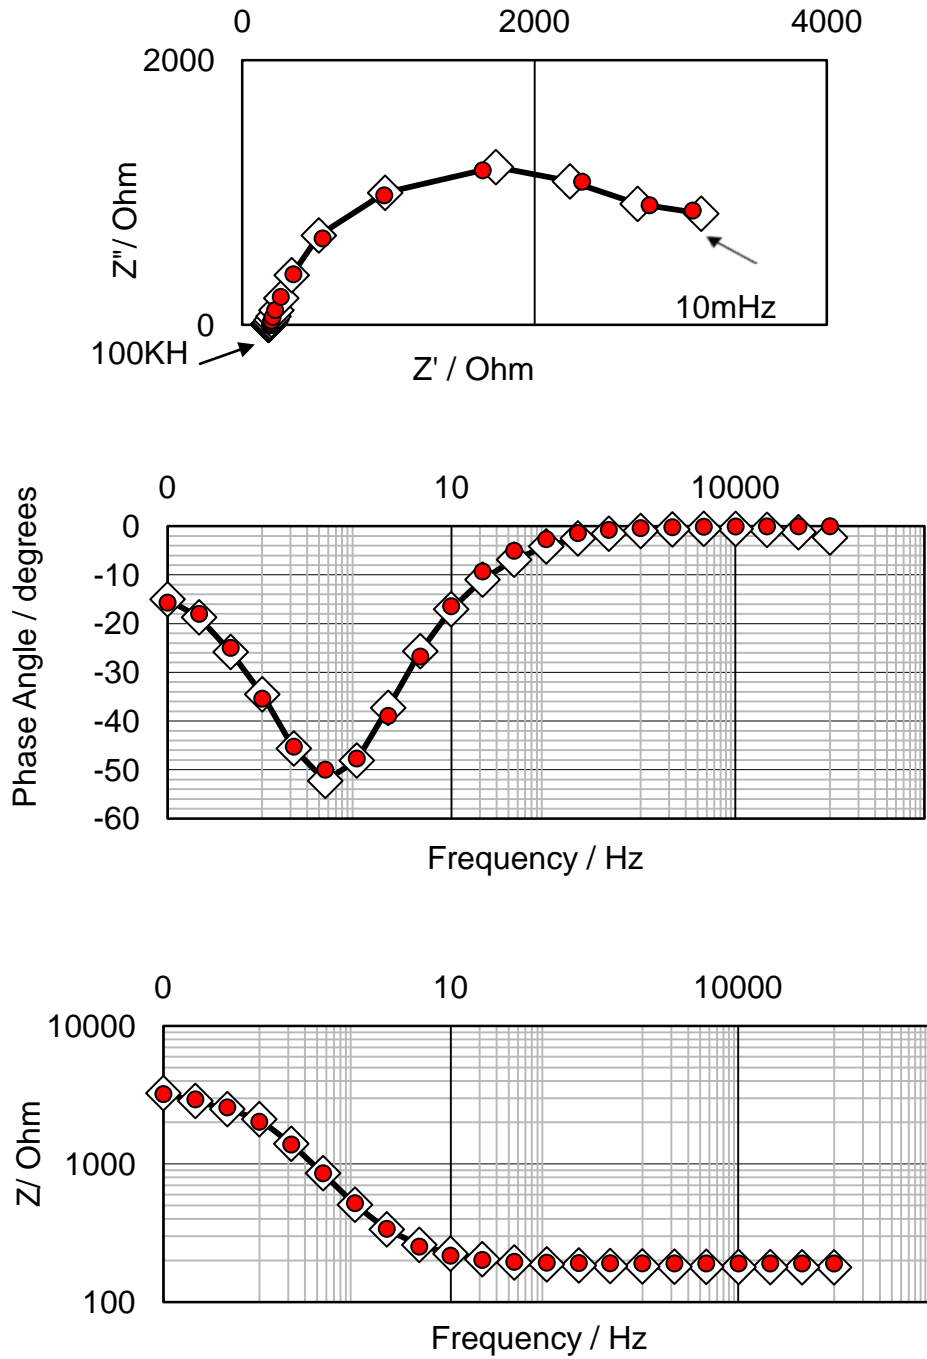 0 2000 4000
2000
Z"/ Ohm
0
10mHz
100KH
Z' / Ohm
0 10 10000
0
-10
-20
-30
-40
-50
-60
Phase Angle / degrees
Frequency / Hz
0 10 10000
10000
1000
100
Z/ Ohm
Frequency / Hz